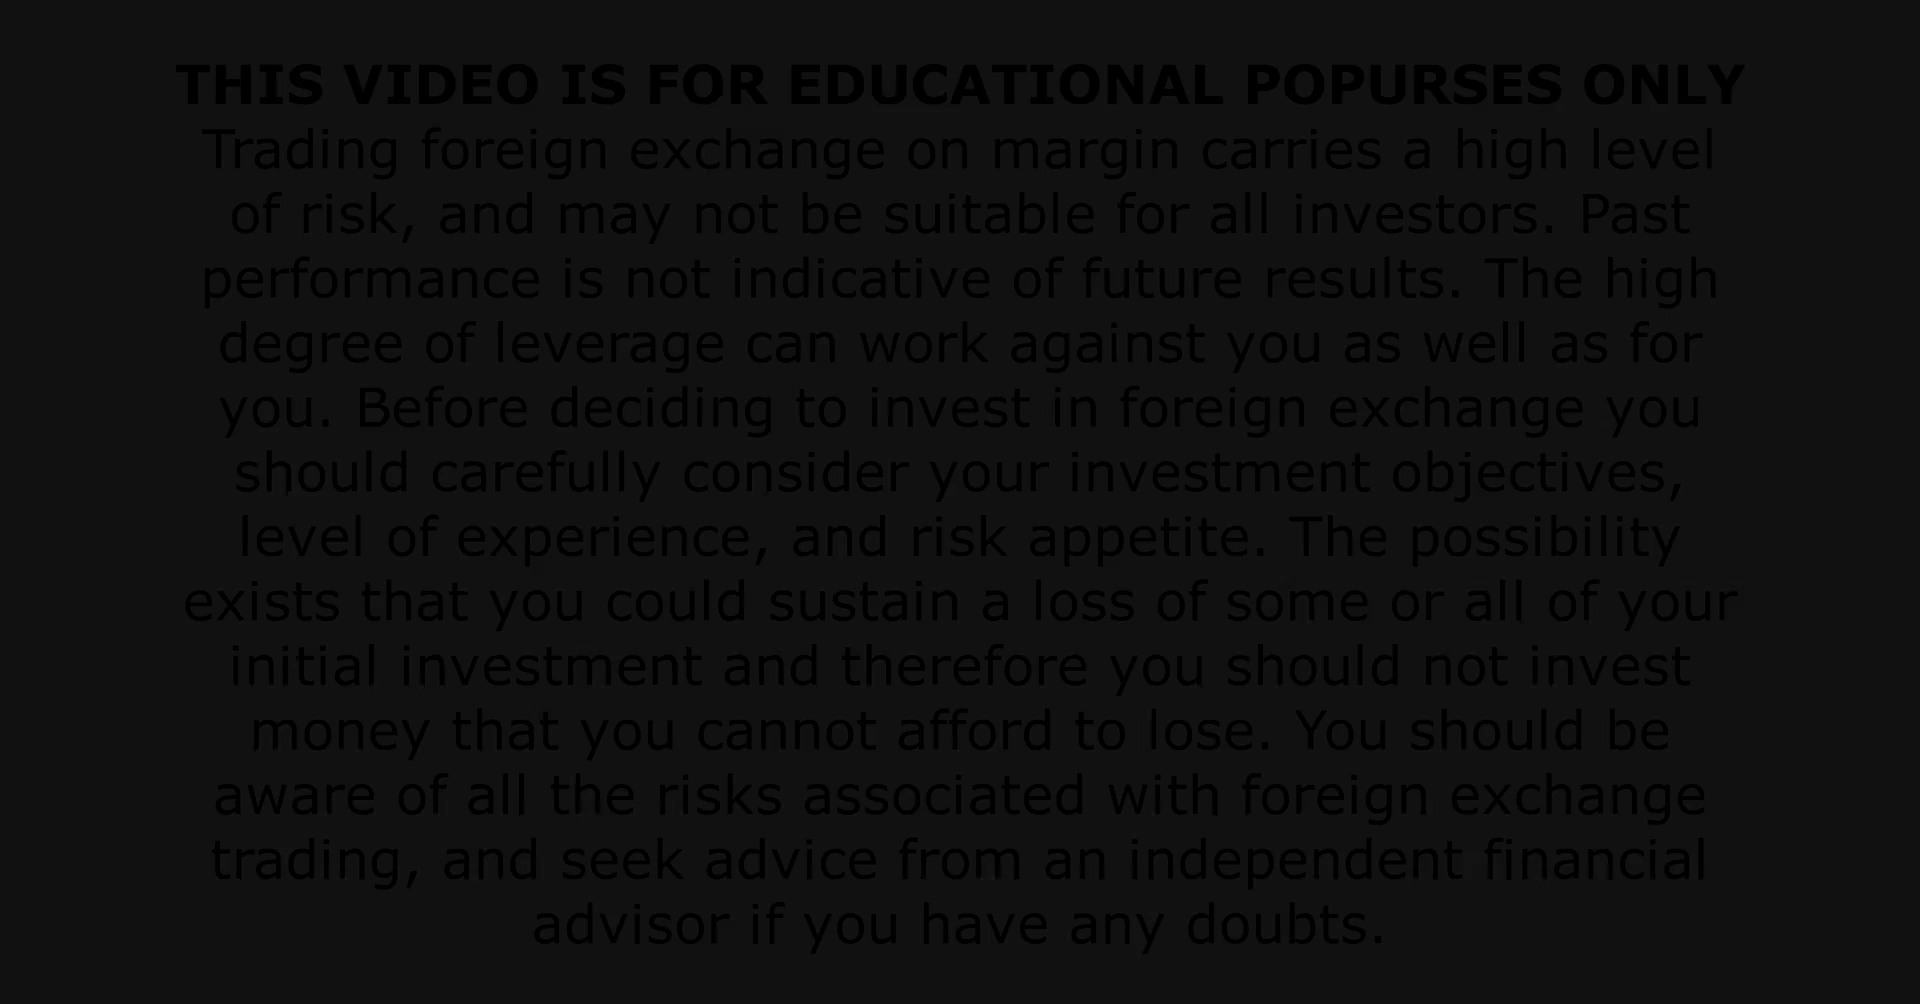 THIS VIDEO IS FOR EDUCATIONAL POPURSES ONLY
Trading foreign exchange on margin carries a high level
of risk, and may not be suitable for all investors. Past
performance is not indicative of future results. The high
degree of leverage can work against you as well as for
you. Before deciding to invest in foreign exchange you
should carefully consider your investment objectives,
level of experience, and risk appetite. The possibility
exists that you could sustain a loss of some or all of your
initial investment and therefore you should not invest
money that you cannot afford to lose. You should be
aware of all the risks associated with foreign exchange
trading, and seek advice from an independent financial
advisor if you have any doubts.